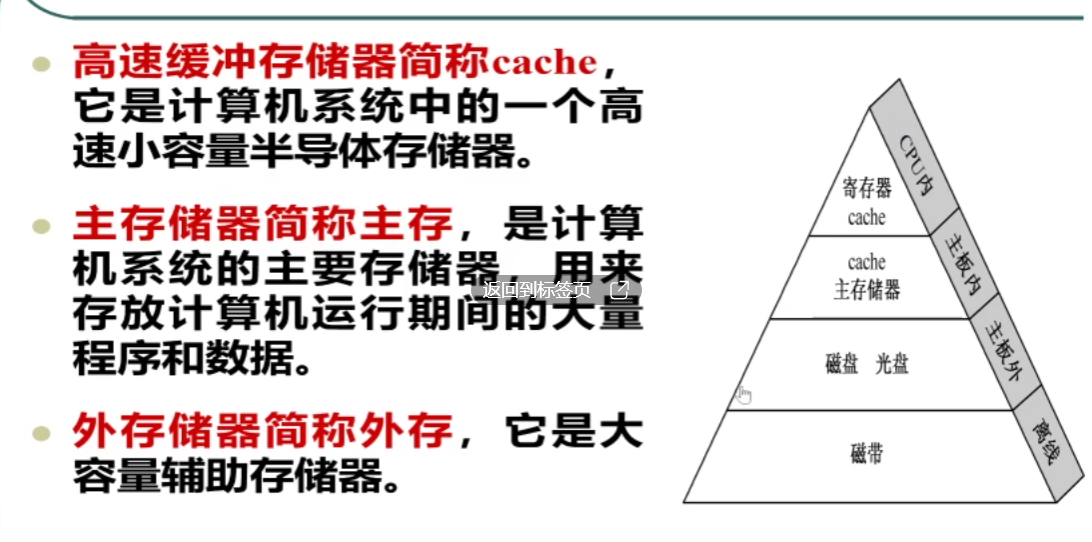 高速缓冲存储器简称cache，
它是计算机系统中的一个高
速小容量半导体存储器。
主存储器简称主存，是计算
机系统的主要存储器，用来
存放计算机运行期间的大量
程序和数据。
外存储器简称外存，它是大
容量辅助存储器。
返回到标签页
寄存器
cache
CPU内
cache
主存储器
主板内
磁盘 光盘
主板外
磁带
离线